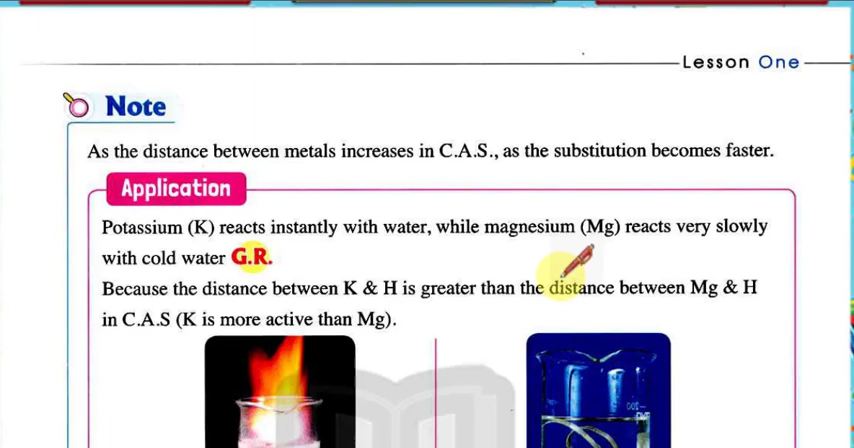 Lesson One
Note
As the distance between metals increases in C.A.S., as the substitution becomes faster.
Application
Potassium (K) reacts instantly with water, while magnesium (Mg) reacts very slowly
with cold water G.R.
Because the distance between K & H is greater than the distance between Mg & H
in C.A.S (K is more active than Mg).